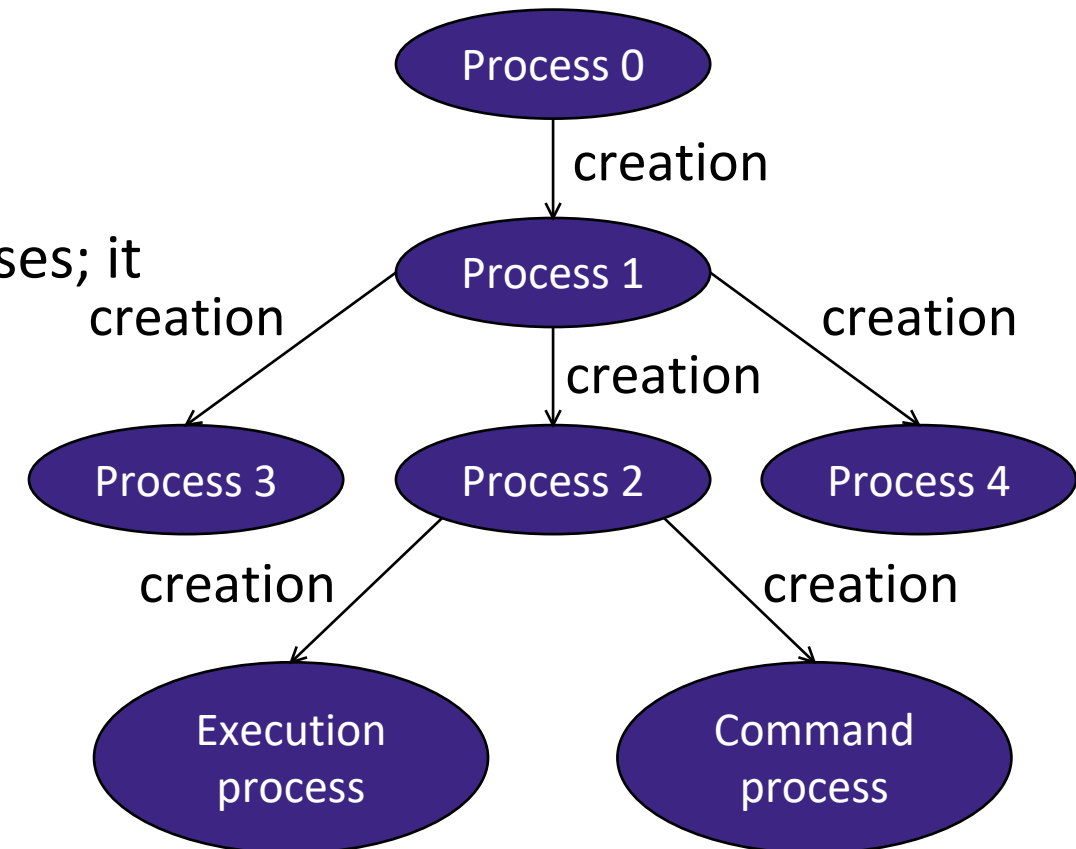 Process 0
creation
ses; it
Process 1
creation
creation
creation
Process 3
Process 2
Process 4
creation
creation
Execution
process
Command
process